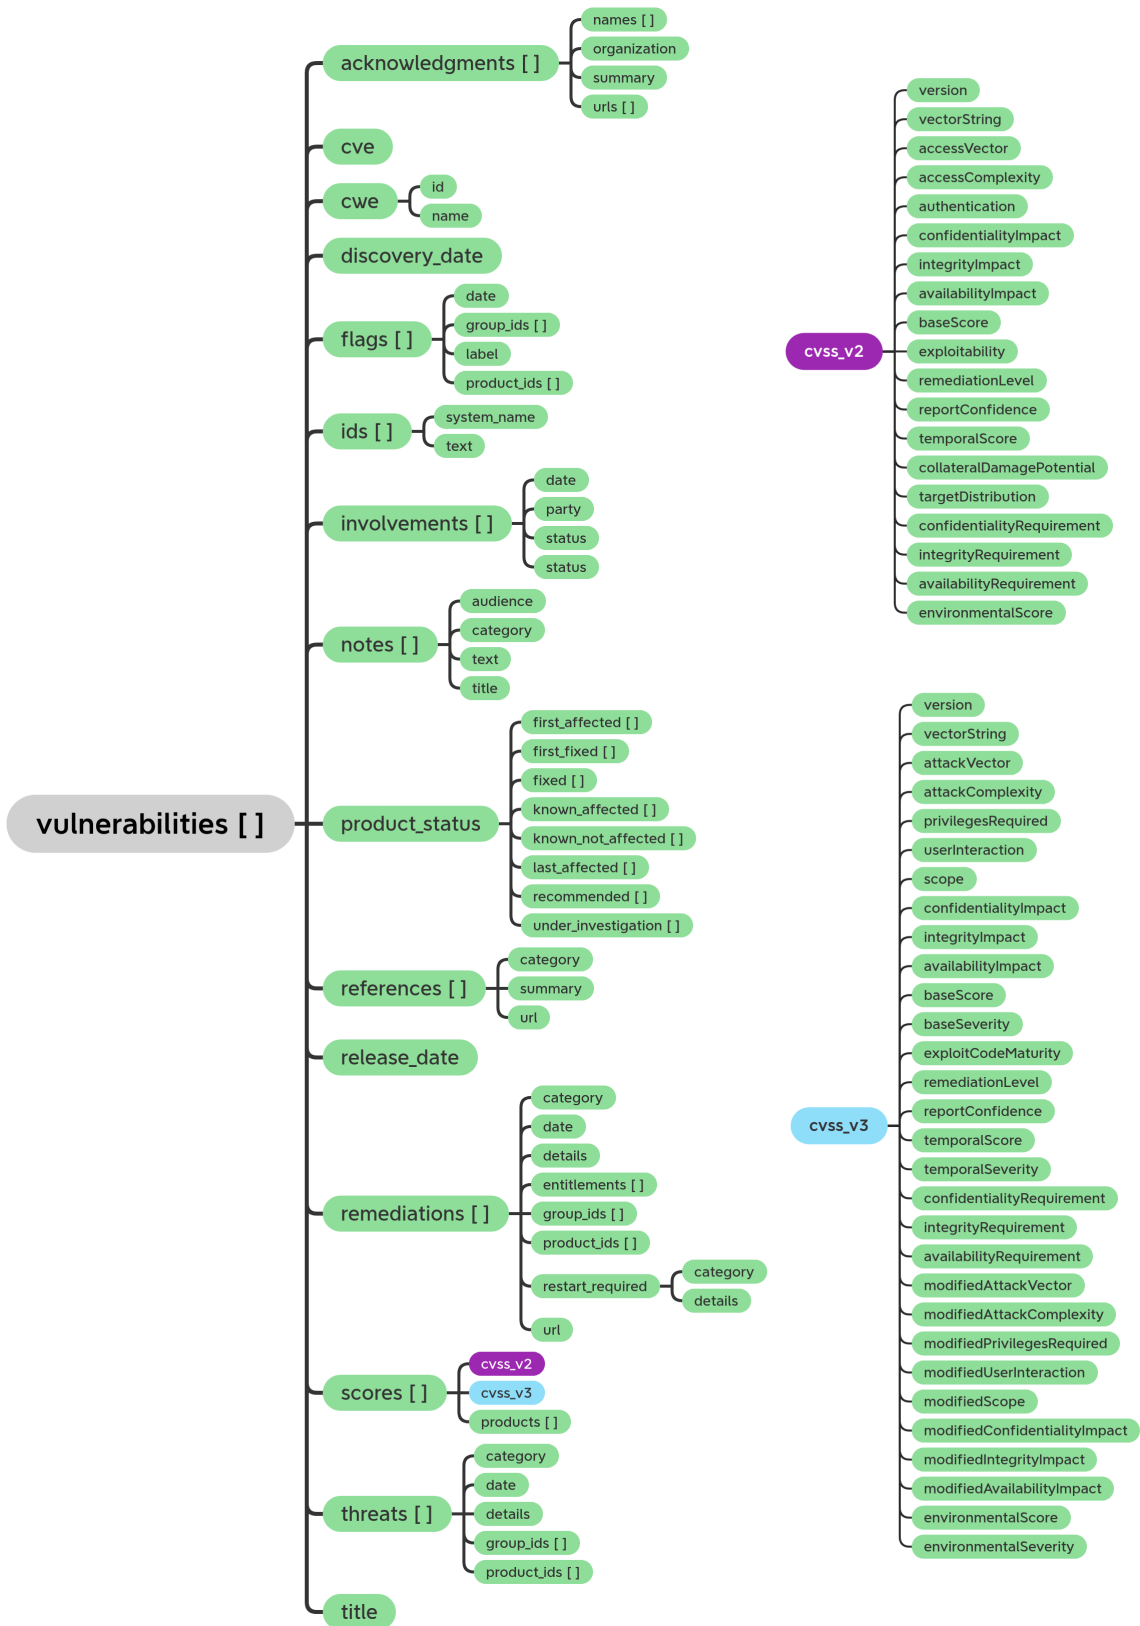 vulnerabilities [ ]
acknowledgments [ ]
names [ ]
organization
summary
urls [ ]
cve
cwe
id
name
discovery_date
flags [ ]
date
group_ids [ ]
label
product_ids [ ]
ids [ ]
system_name
text
involvements [ ]
date
party
status
status
notes [ ]
audience
category
text
title
product_status
first_affected [ ]
first_fixed [ ]
fixed [ ]
known_affected [ ]
known_not_affected [ ]
last_affected [ ]
recommended [ ]
under_investigation [ ]
references [ ]
category
summary
url
release_date
remediations [ ]
category
date
details
entitlements [ ]
group_ids [ ]
product_ids [ ]
restart_required
category
details
url
scores [ ]
cvss_v2
cvss_v3
products [ ]
threats [ ]
category
date
details
group_ids [ ]
product_ids [ ]
title
cvss_v2
version
vectorString
accessVector
accessComplexity
authentication
confidentialityImpact
integrityImpact
availabilityImpact
baseScore
exploitability
remediationLevel
reportConfidence
temporalScore
collateralDamagePotential
targetDistribution
confidentialityRequirement
integrityRequirement
availabilityRequirement
environmentalScore
cvss_v3
version
vectorString
attackVector
attackComplexity
privilegesRequired
userInteraction
scope
confidentialityImpact
integrityImpact
availabilityImpact
baseScore
baseSeverity
exploitCodeMaturity
remediationLevel
reportConfidence
temporalScore
temporalSeverity
confidentialityRequirement
integrityRequirement
availabilityRequirement
modifiedAttackVector
modifiedAttackComplexity
modifiedPrivilegesRequired
modifiedUserInteraction
modifiedScope
modifiedConfidentialityImpact
modifiedIntegrityImpact
modifiedAvailabilityImpact
environmentalScore
environmentalSeverity